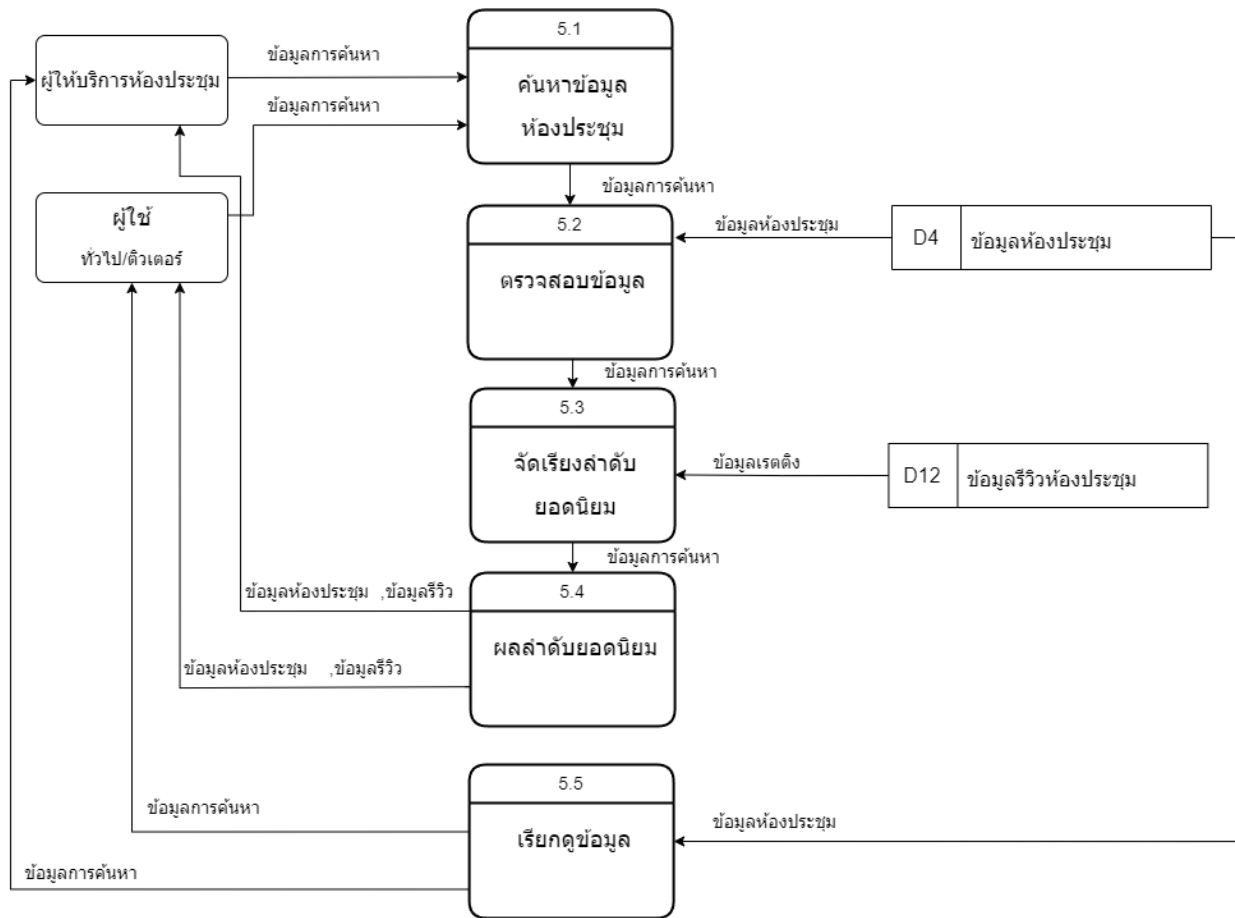 5.1
ข้อมูลการค้นหา
ผู้ให้บริการห้องประชุม
ค้นหาข้อมูล
ห้องประชุม
ข้อมูลการค้นหา
ข้อมูลการค้นหา
ผู้ใช้
ทั่วไป/ติวเตอร์
5.2
ข้อมูลห้องประชุม
D4 ข้อมูลห้องประชุม
ตรวจสอบข้อมูล
ข้อมูลการค้นหา
5.3
จัดเรียงลำดับ
ยอดนิยม
ข้อมูลเรตติง
D12 ข้อมูลรีวิวห้องประชุม
ข้อมูลการค้นหา
5.4
ข้อมูลห้องประชุม ,ข้อมูลรีวิว
ผลลำดับยอดนิยม
ข้อมูลห้องประชุม ,ข้อมูลรีวิว
5.5
ข้อมูลการค้นหา
เรียกดูข้อมูล
ข้อมูลห้องประชุม
ข้อมูลการค้นหา